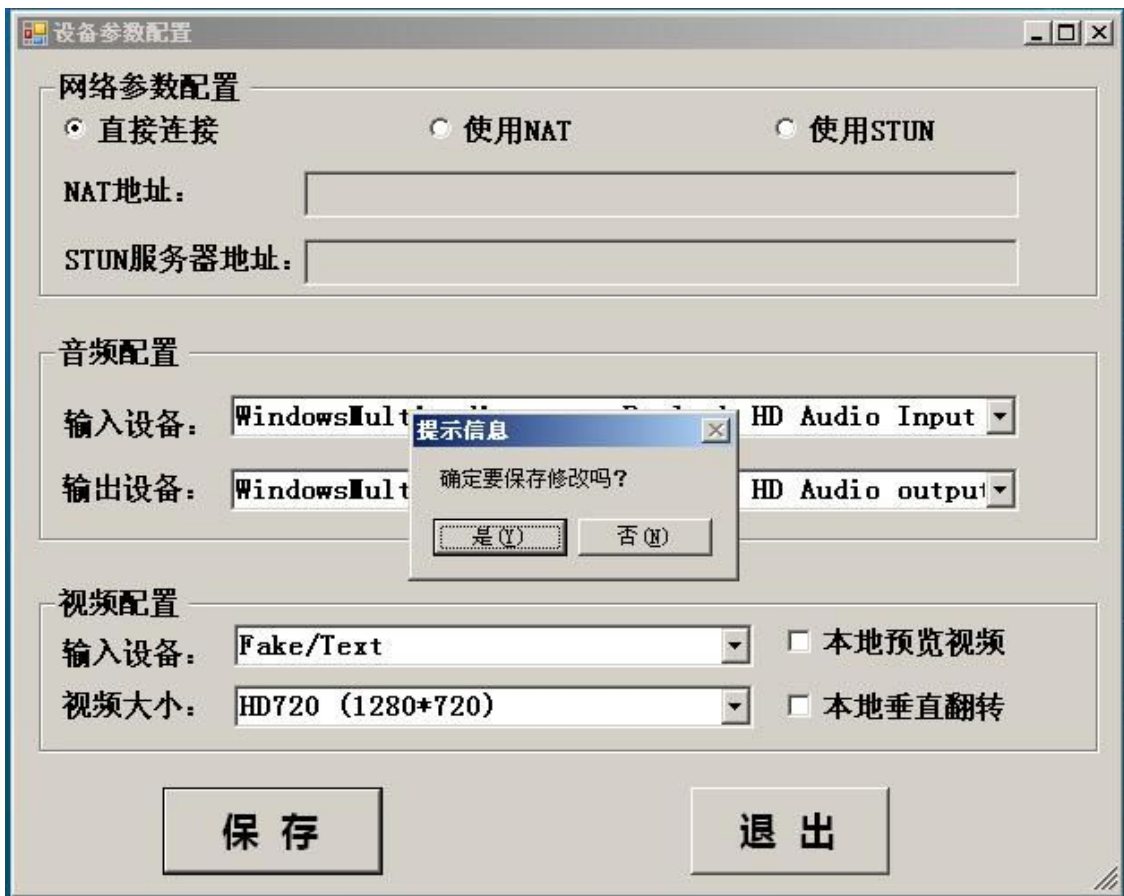 设备参数配置
网络参数配置
直接连接 使用NAT 使用STUN
NAT地址：
STUN服务器地址：
音频配置
输入设备： WindowsMult HD Audio Input
提示信息
确定要保存修改吗？
输出设备： WindowsMult HD Audio output
是(Y) 否(N)
视频配置
输入设备： Fake/Text 本地预览视频
视频大小： HD720 (1280*720) 本地垂直翻转
保 存 退 出